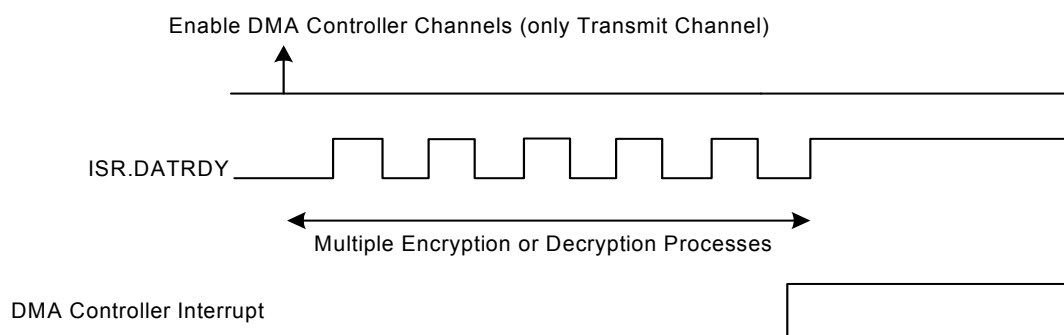 Enable DMA Controller Channels (only Transmit Channel)
ISR.DATRDY
Multiple Encryption or Decryption Processes
DMA Controller Interrupt